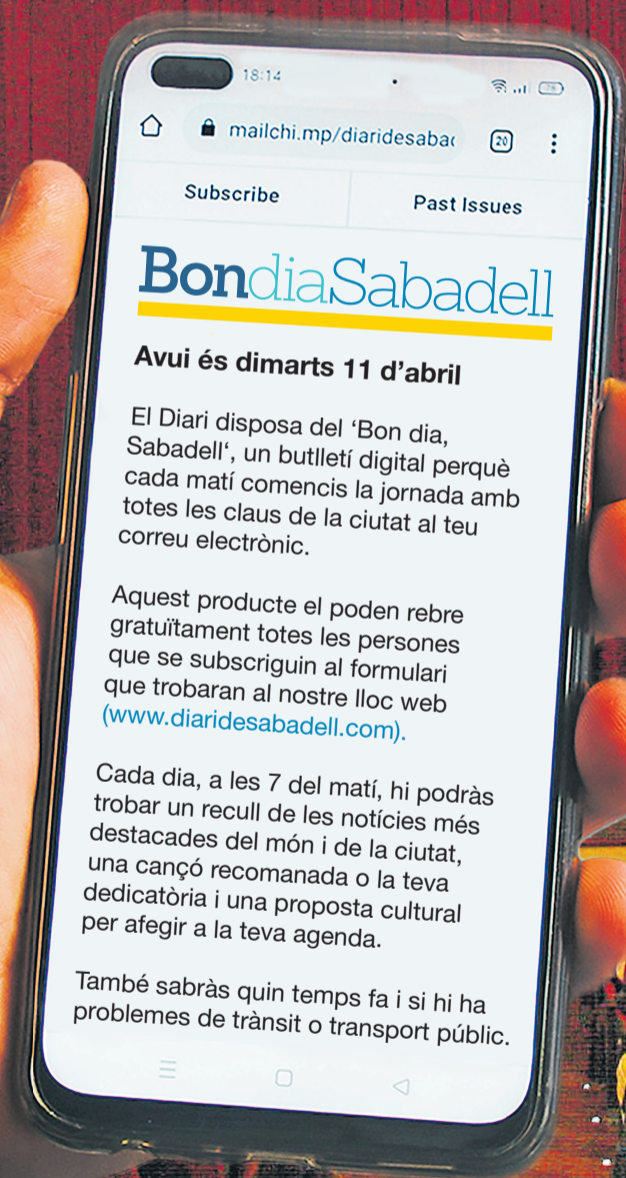 18:14
78
mailchi.mp/diaridesabac
20
Subscribe
Past Issues
BondiaSabadell
Avui és dimarts 11 d’abril
El Diari disposa del ‘Bon dia,
Sabadell‘, un butlletí digital perquè
cada matí comencis la jornada amb
totes les claus de la ciutat al teu
correu electrònic.
Aquest producte el poden rebre
gratuïtament totes les persones
que se subscriguin al formulari
que trobaran al nostre lloc web
(www.diaridesabadell.com).
Cada dia, a les 7 del matí, hi podràs
trobar un recull de les notícies més
destacades del món i de la ciutat,
una cançó recomanada o la teva
dedicatòria i una proposta cultural
per afegir a la teva agenda.
També sabràs quin temps fa i si hi ha
problemes de trànsit o transport públic.